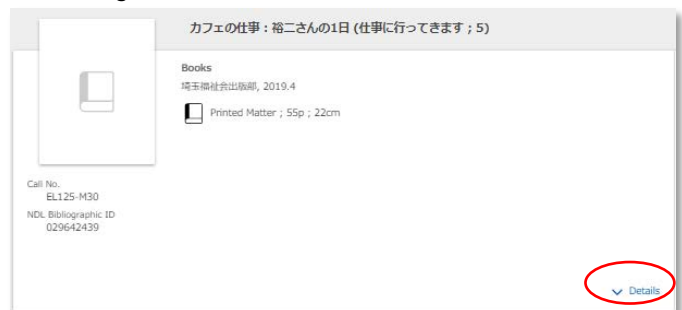 カフェの仕事 : 裕二さんの1日 (仕事に行ってきます ; 5)
Books
埼玉福祉会出版部, 2019.4
Printed Matter ; 55p ; 22cm
Call No.
EL125-M30
NDL Bibliographic ID
029642439
Details